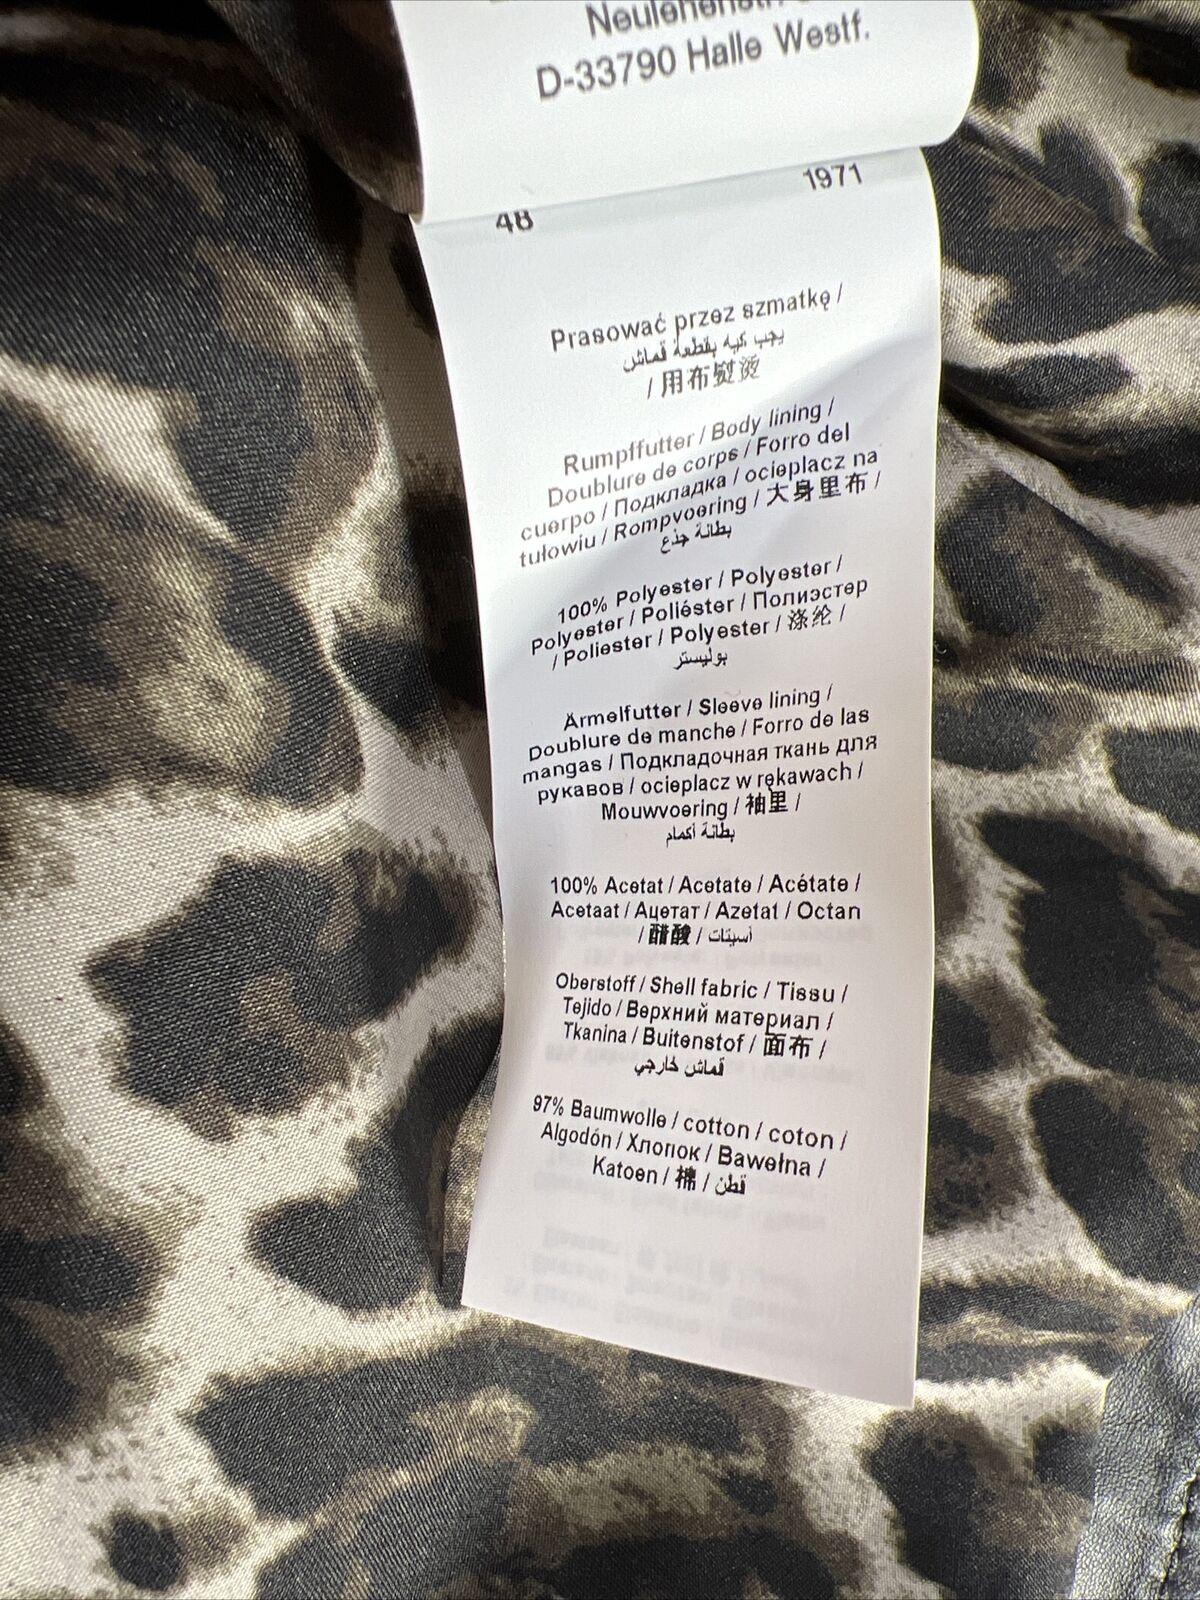 D-33790 Halle Westf.
1971
48
Prasować przez szmatkę /
يجب كيه بقطعة قماش
/ 用布熨烫
Rumpffutter / Body lining /
Doublure de corps / Forro del
cuerpo / Подкладка / ocieplacz na
tułowiu / Rompvoering / 大身里布 /
بطانة جذع
100% Polyester / Polyester /
Polyester / Poliéster / Полиэстер
/ Poliester / Polyester / 涤纶 /
بوليستر
Ärmelfutter / Sleeve lining /
Doublure de manche / Forro de las
mangas / Подкладочная ткань для
рукавов / ocieplacz w rękawach /
Mouwvoering / 袖里 /
بطانة أكمام
100% Acetat / Acetate / Acétate /
Acetaat / Ацетат / Azetat / Octan
/ 醋酸 / أسيتات
Oberstoff / Shell fabric / Tissu /
Tejido / Верхний материал /
Tkanina / Buitenstof / 面布 /
قماش خارجي
97% Baumwolle / cotton / coton /
Algodón / Хлопок / Bawełna /
Katoen / 棉 / قطن